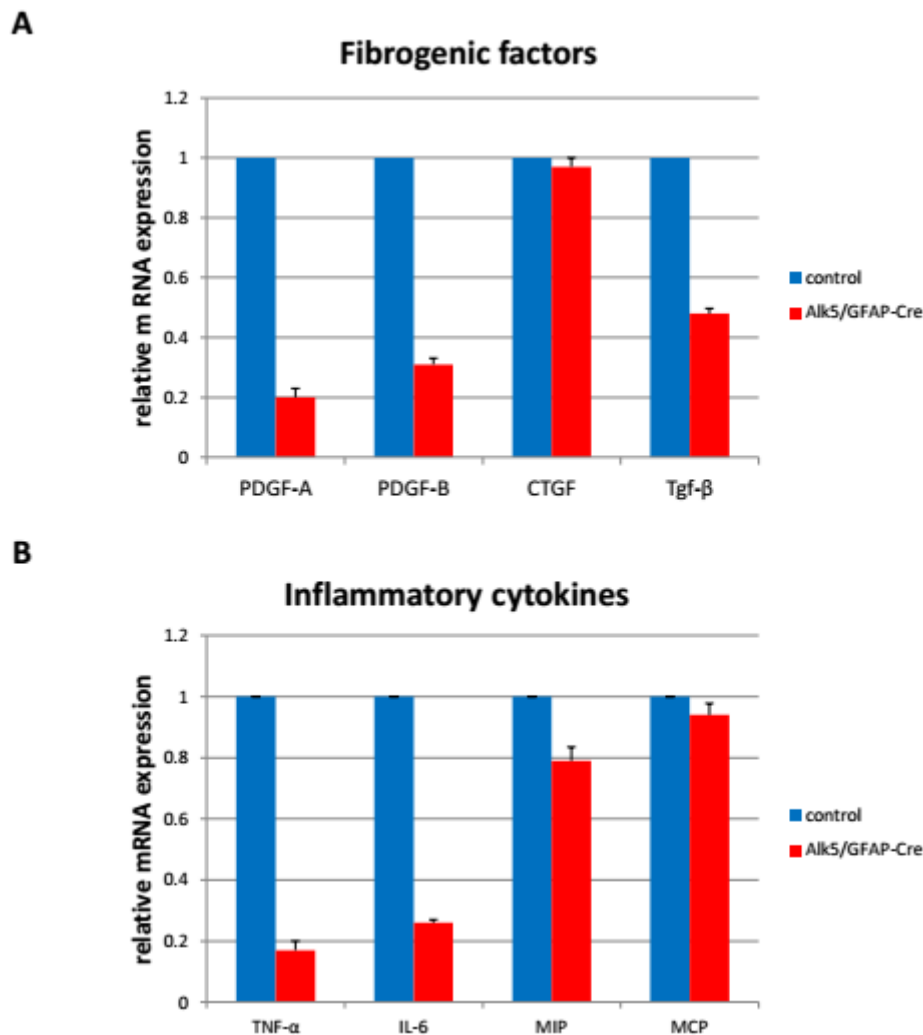 A
Fibrogenic factors
relative m RNA expression
1.2
1
0.8
0.6
0.4
0.2
0
PDGF-A PDGF-B CTGF Tgf-β
control
Alk5/GFAP-Cre
B
Inflammatory cytokines
relative mRNA expression
1.2
1
0.8
0.6
0.4
0.2
0
TNF-α IL-6 MIP MCP
control
Alk5/GFAP-Cre